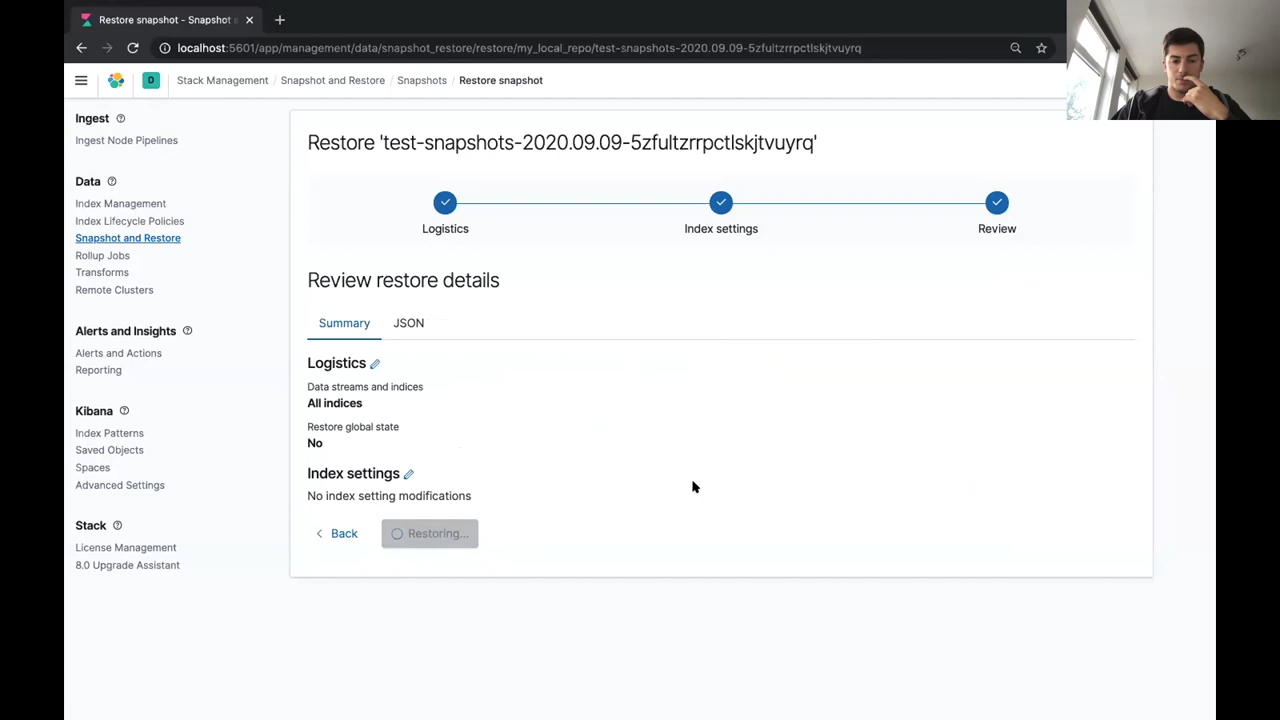 Restore snapshot - Snapshot
localhost:5601/app/management/data/snapshot_restore/restore/my_local_repo/test-snapshots-2020.09.09-5zfultzrrpctlskjtvuyrq
D
Stack Management
Snapshot and Restore
Snapshots
Restore snapshot
Ingest
Ingest Node Pipelines
Data
Index Management
Index Lifecycle Policies
Snapshot and Restore
Rollup Jobs
Transforms
Remote Clusters
Alerts and Insights
Alerts and Actions
Reporting
Kibana
Index Patterns
Saved Objects
Spaces
Advanced Settings
Stack
License Management
8.0 Upgrade Assistant
Restore 'test-snapshots-2020.09.09-5zfultzrrpctlskjtvuyrq'
Logistics
Index settings
Review
Review restore details
Summary
JSON
Logistics
Data streams and indices
All indices
Restore global state
No
Index settings
No index setting modifications
Back
Restoring...